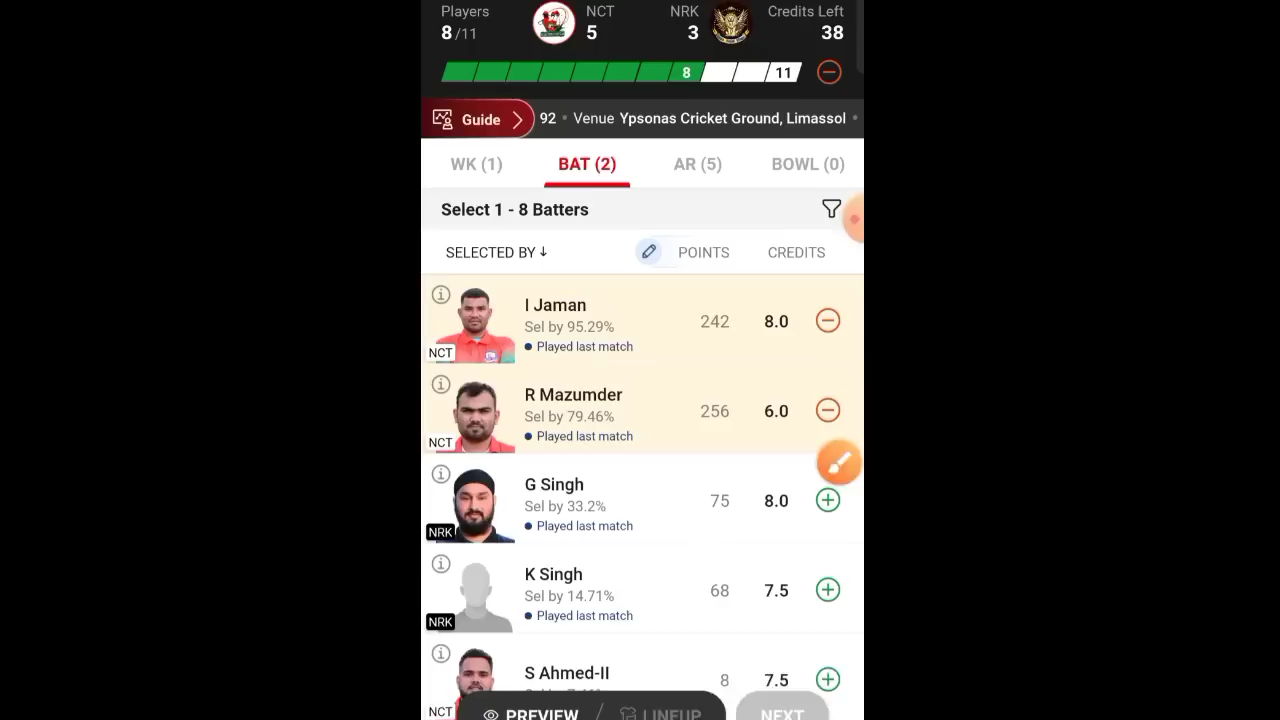 Players NCT NRK Credits Left
8/11 5 3 38
8 11
Guide 92 • Venue Ypsonas Cricket Ground, Limassol •
WK (1) BAT (2) AR (5) BOWL (0)
Select 1 - 8 Batters
SELECTED BY ↓ POINTS CREDITS
I Jaman
Sel by 95.29%
242 8.0
Played last match
NCT
R Mazumder
Sel by 79.46%
256 6.0
Played last match
NCT
G Singh
Sel by 33.2%
75 8.0
Played last match
NRK
K Singh
Sel by 14.71%
68 7.5
Played last match
NRK
S Ahmed-II
8 7.5
NCT
PREVIEW / LINEUP NEXT